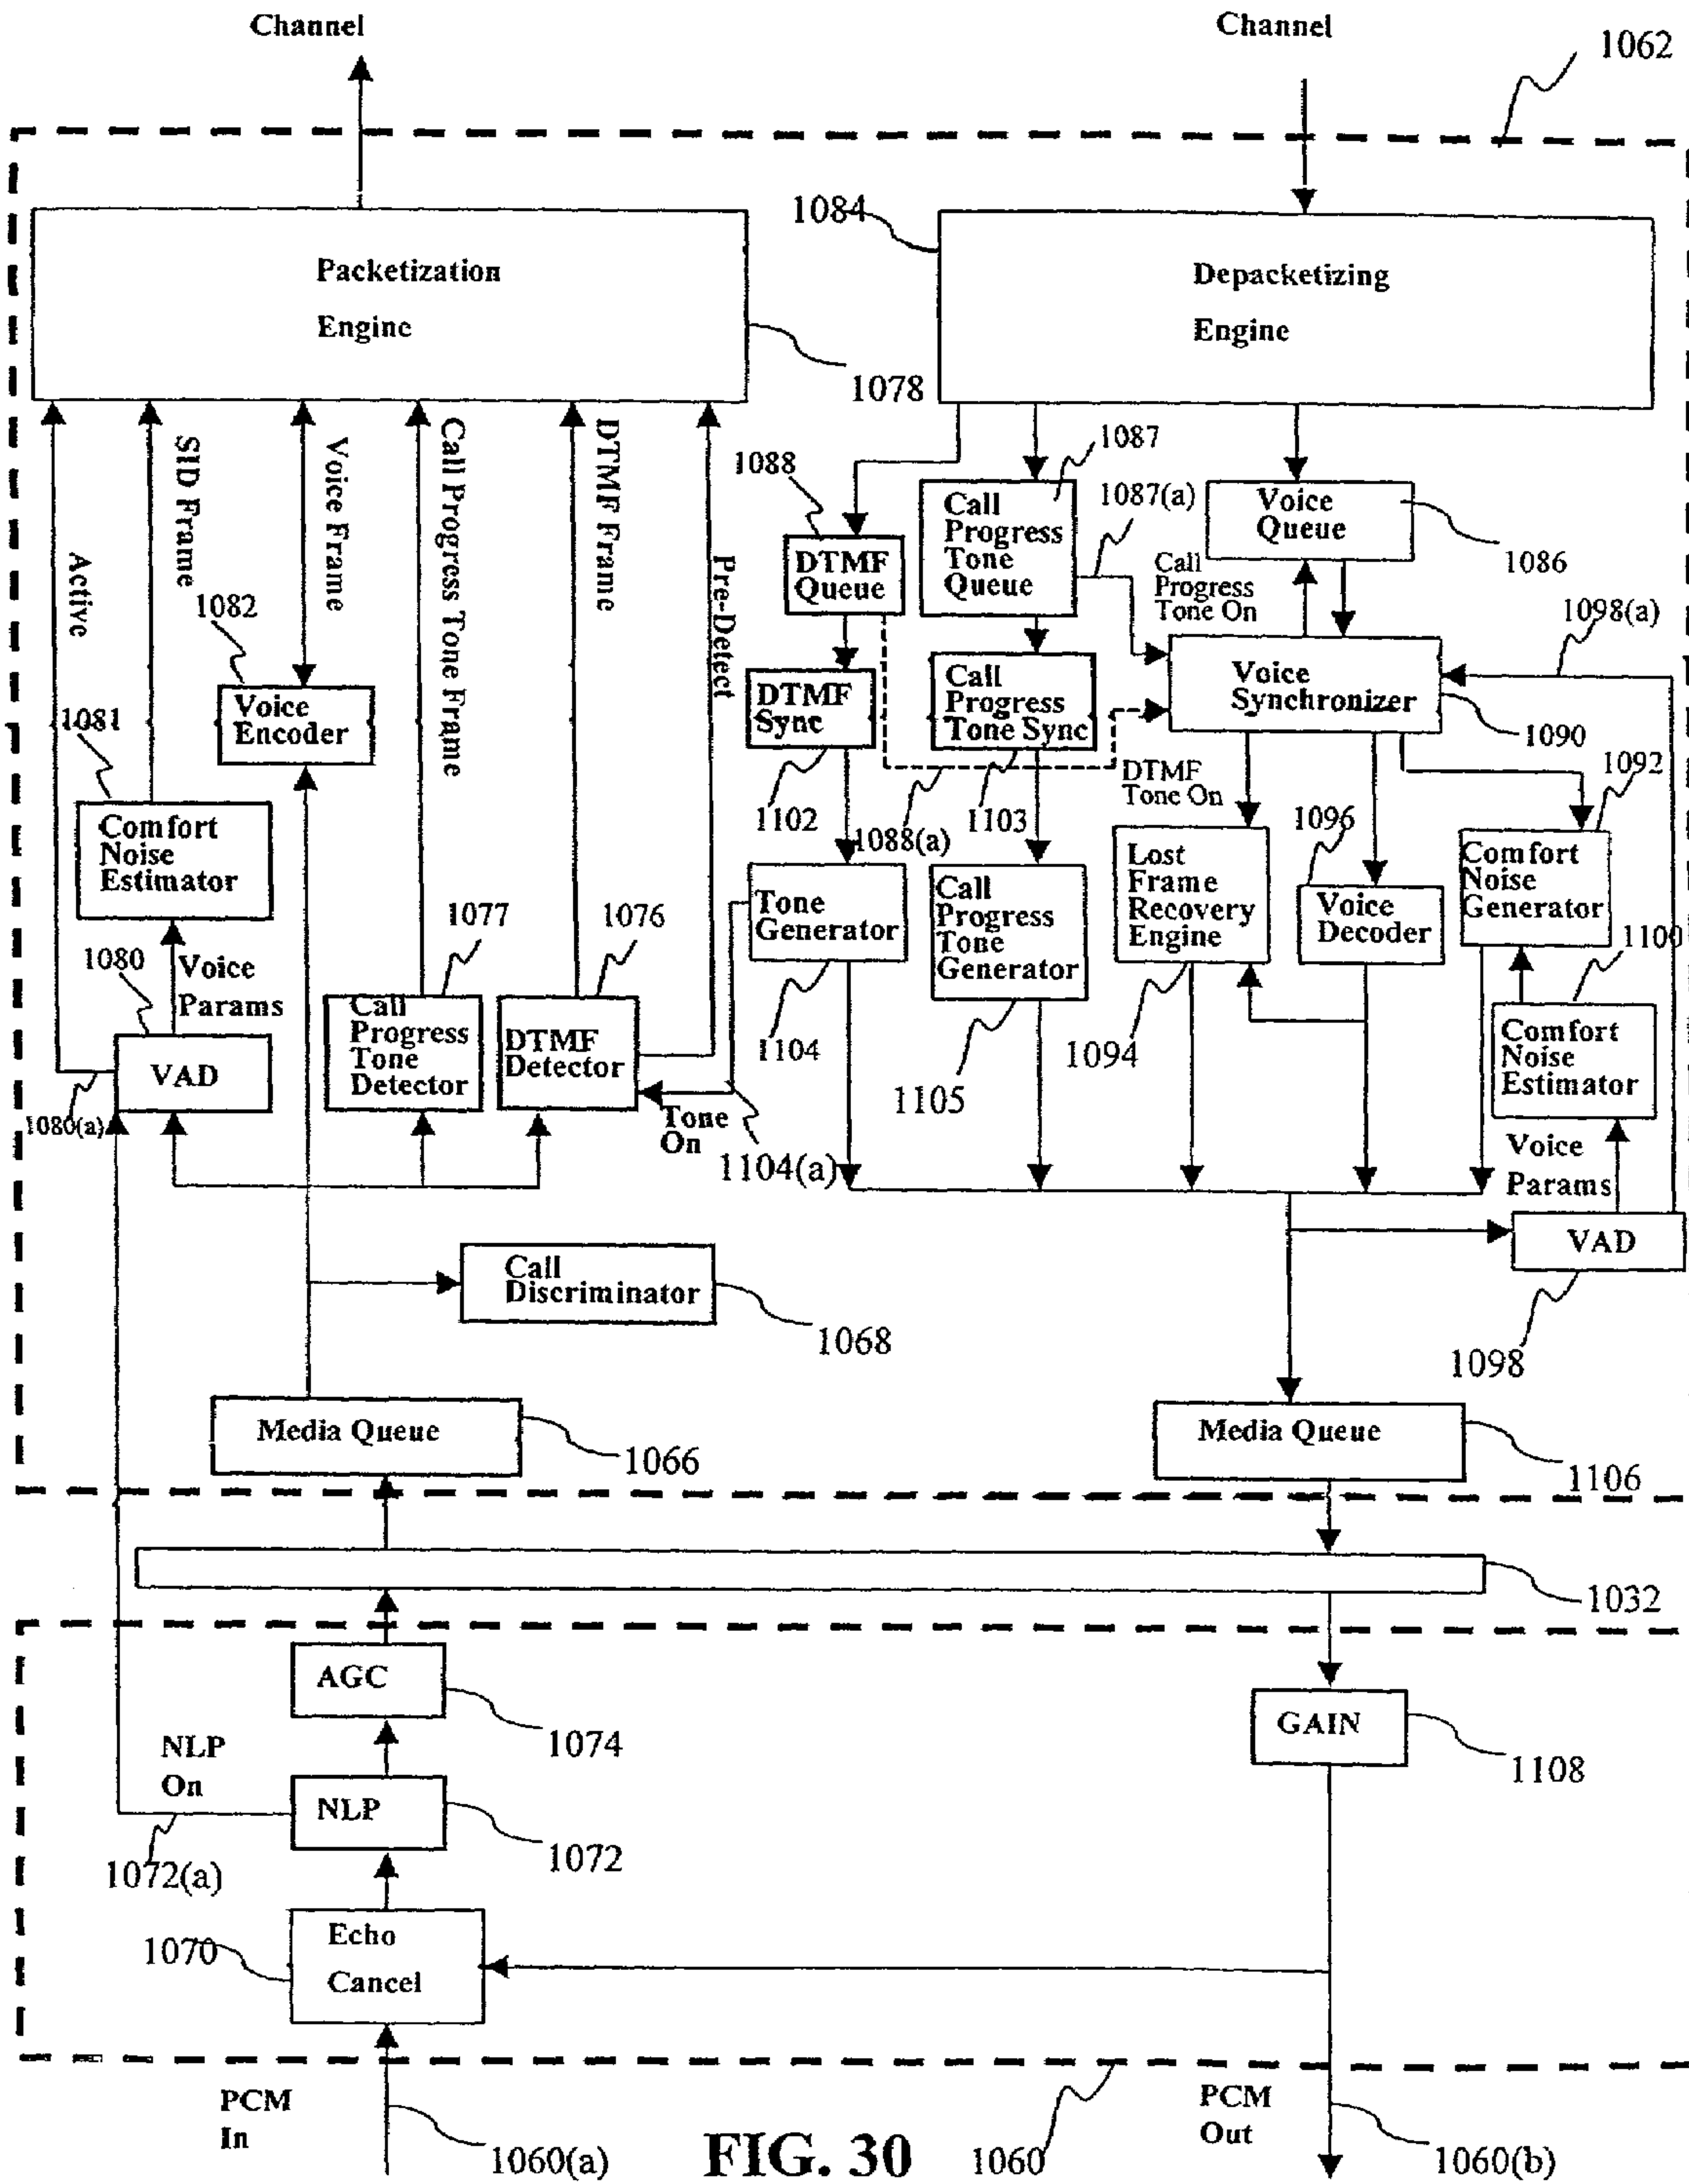 Channel
Channel
1062
Packetization
Engine
1078
1084
Depacketizing
Engine
Active
SID Frame
Voice Frame
Call Progress Tone Frame
DTMF Frame
Pre-Detect
1088
DTMF
Queue
1087
Call
Progress
Tone
Queue
1087(a)
Voice
Queue
1086
Call
Progress
Tone On
1098(a)
1082
Voice
Encoder
DTMF
Sync
1102
Call
Progress
Tone Sync
1103
1088(a)
Voice
Synchronizer
1090
DTMF
Tone On
1092
1081
Comfort
Noise
Estimator
1080
Voice
Params
VAD
1080(a)
1077
Call
Progress
Tone
Detector
1076
DTMF
Detector
Tone
On
1104(a)
Tone
Generator
1104
Call
Progress
Tone
Generator
1105
Lost
Frame
Recovery
Engine
1094
1096
Voice
Decoder
Comfort
Noise
Generator
1100
Comfort
Noise
Estimator
Voice
Params
VAD
1098
Call
Discriminator
1068
Media Queue
1066
Media Queue
1106
1032
AGC
1074
GAIN
1108
NLP
On
NLP
1072
1072(a)
1070
Echo
Cancel
PCM
In
1060(a)
FIG. 30
1060
PCM
Out
1060(b)